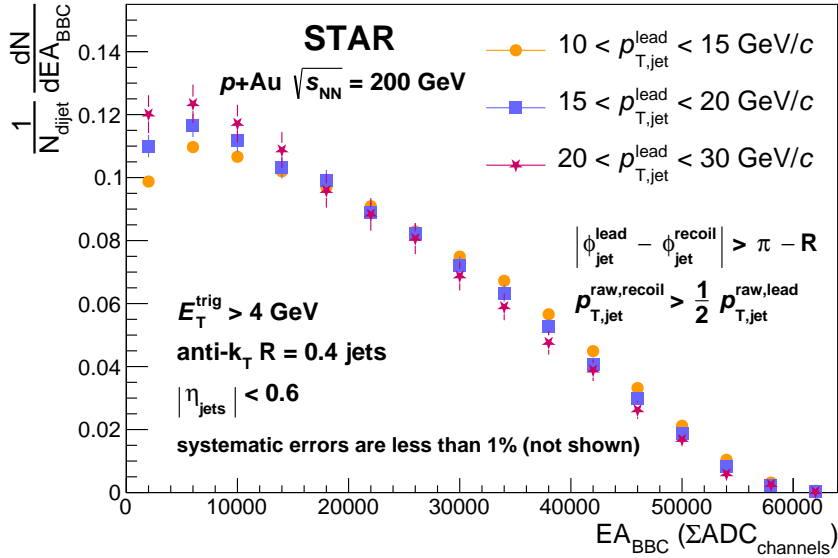 STAR
p+Au √s_NN = 200 GeV
10 < p_T,jet^lead < 15 GeV/c
15 < p_T,jet^lead < 20 GeV/c
20 < p_T,jet^lead < 30 GeV/c
|ϕ_jet^lead − ϕ_jet^recoil| > π − R
p_T,jet^raw,recoil > 1/2 p_T,jet^raw,lead
E_T^trig > 4 GeV
anti-k_T R = 0.4 jets
|η_jets| < 0.6
systematic errors are less than 1% (not shown)
1/N_dijet dN/dEA_BBC
0.14
0.12
0.1
0.08
0.06
0.04
0.02
0
0 10000 20000 30000 40000 50000 60000
EA_BBC (ΣADC_channels)